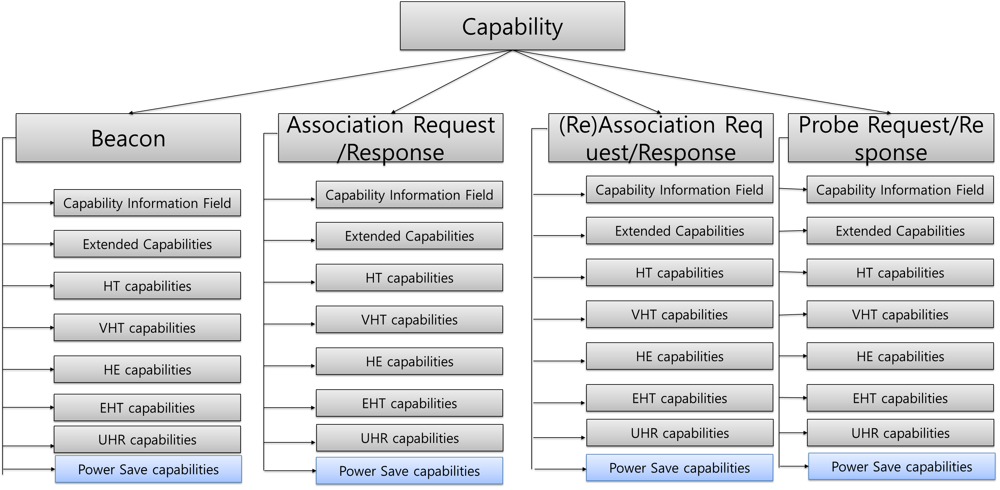 Capability
Beacon
Capability Information Field
Extended Capabilities
HT capabilities
VHT capabilities
HE capabilities
EHT capabilities
UHR capabilities
Power Save capabilities
Association Request
/Response
Capability Information Field
Extended Capabilities
HT capabilities
VHT capabilities
HE capabilities
EHT capabilities
UHR capabilities
Power Save capabilities
(Re)Association Req
uest/Response
Capability Information Field
Extended Capabilities
HT capabilities
VHT capabilities
HE capabilities
EHT capabilities
UHR capabilities
Power Save capabilities
Probe Request/Re
sponse
Capability Information Field
Extended Capabilities
HT capabilities
VHT capabilities
HE capabilities
EHT capabilities
UHR capabilities
Power Save capabilities